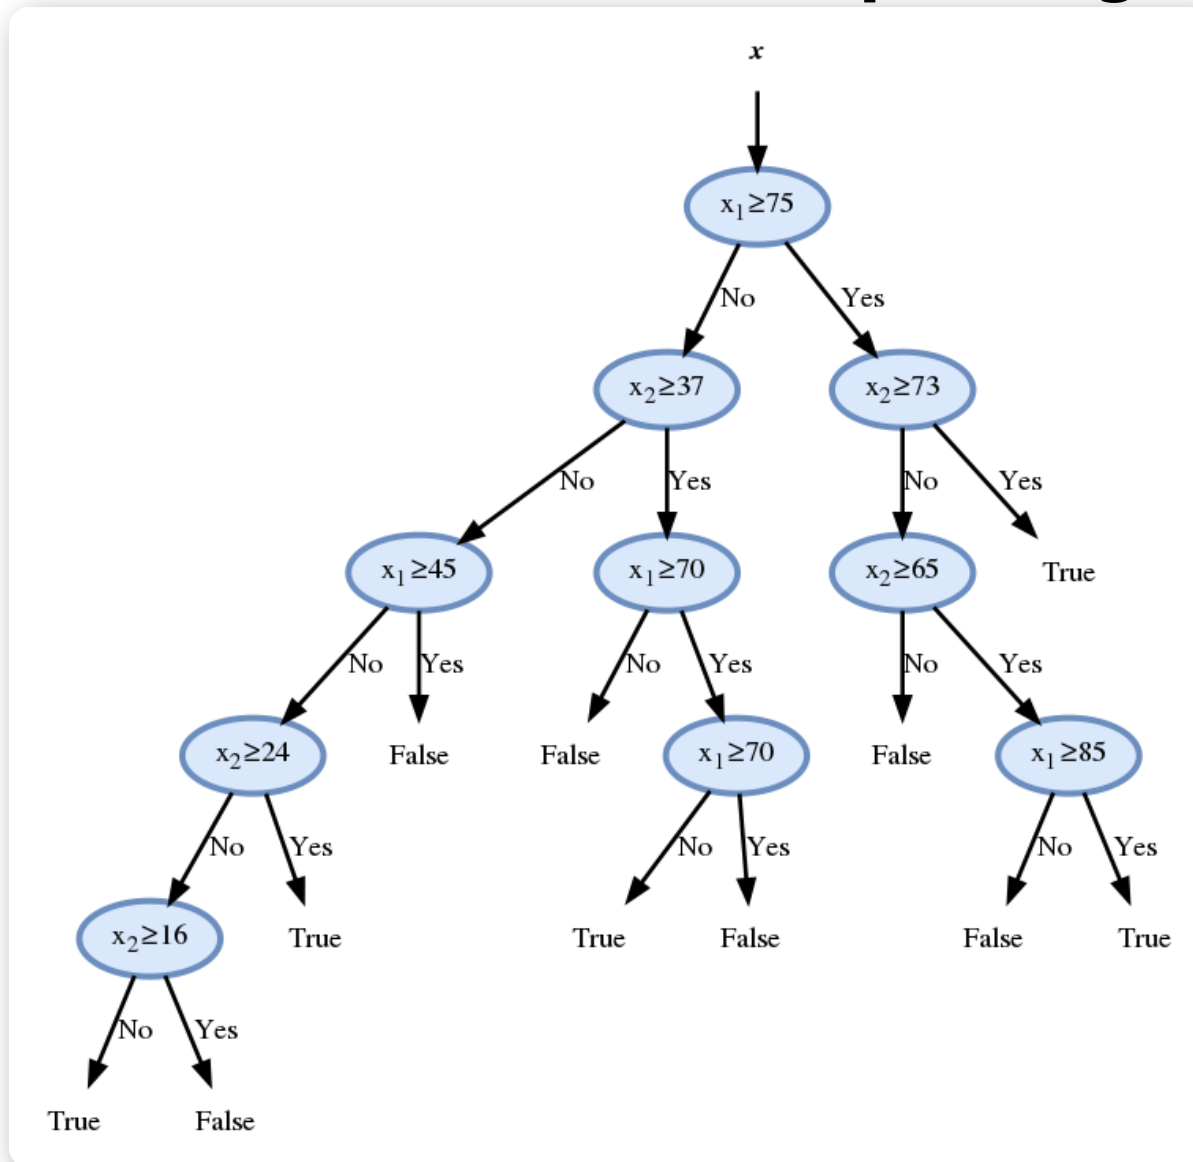 x
x₁≥75
No
Yes
x₂≥37
x₂≥73
No
Yes
No
Yes
x₁≥45
x₁≥70
x₂≥65
True
No
Yes
No
Yes
No
Yes
x₂≥24
False
False
x₁≥70
False
x₁≥85
No
Yes
No
Yes
No
Yes
x₂≥16
True
True
False
False
True
No
Yes
True
False